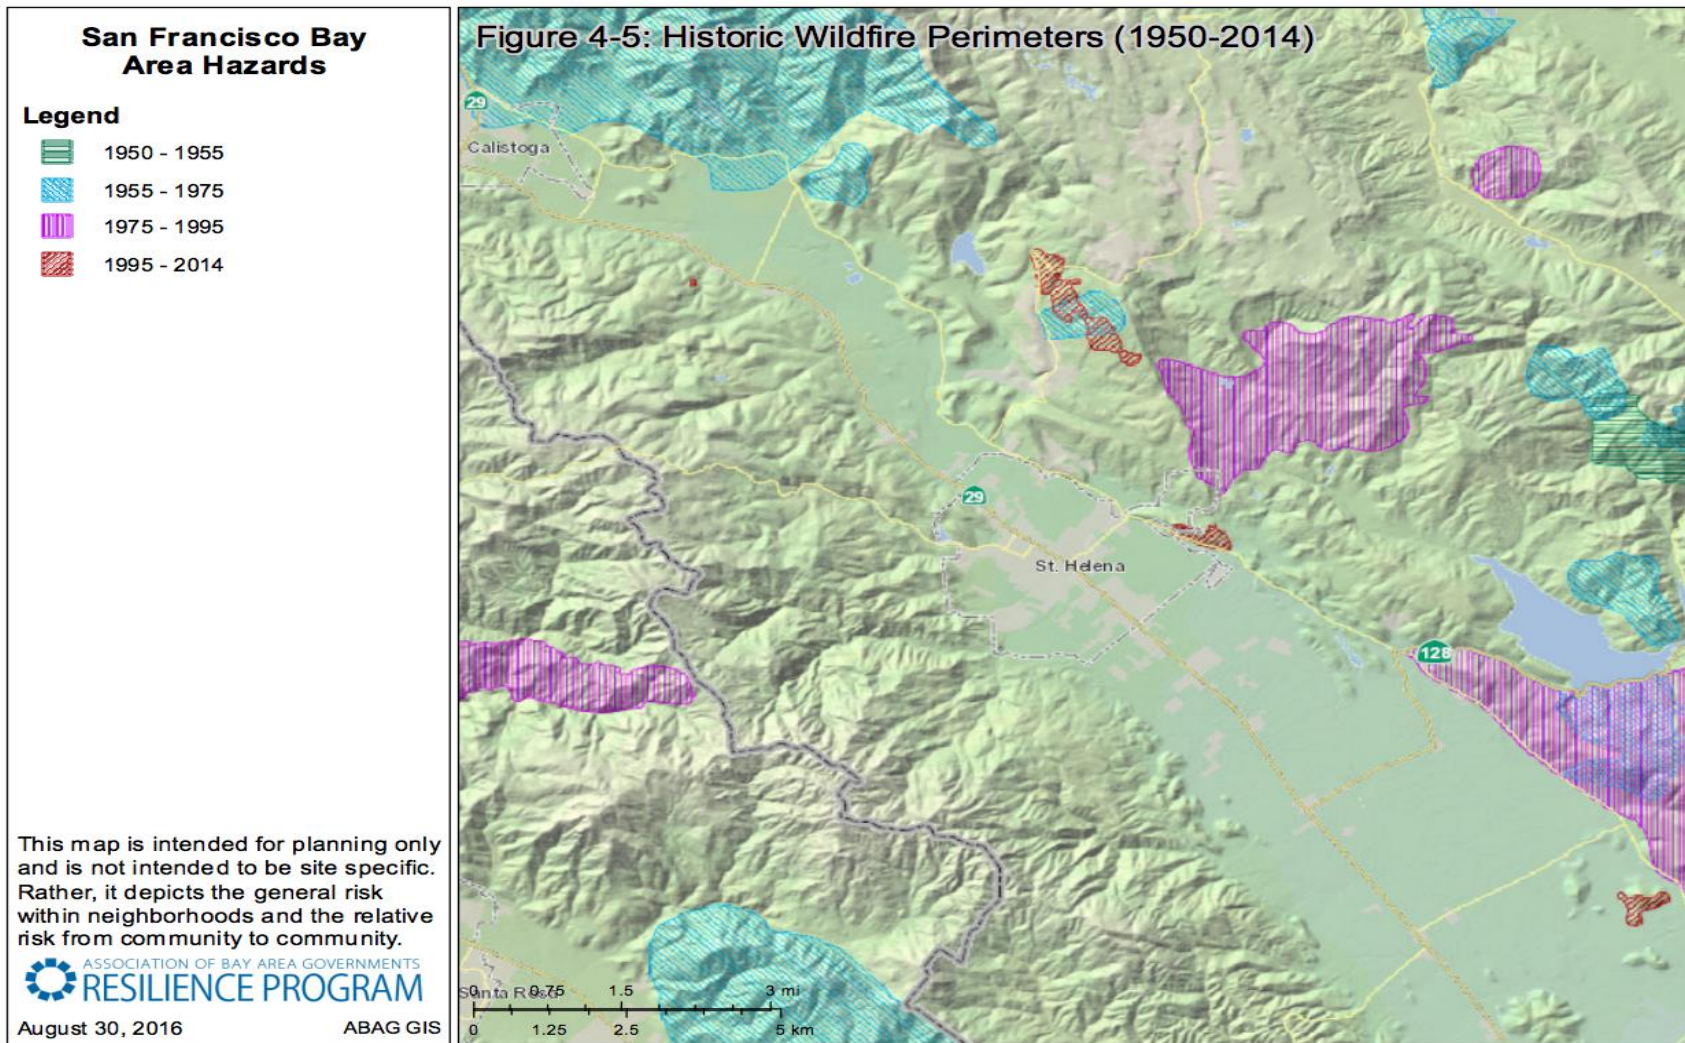 San Francisco Bay
Area Hazards
Legend
1950 - 1955
1955 - 1975
1975 - 1995
1995 - 2014
This map is intended for planning only
and is not intended to be site specific.
Rather, it depicts the general risk
within neighborhoods and the relative
risk from community to community.
ASSOCIATION OF BAY AREA GOVERNMENTS
RESILIENCE PROGRAM
August 30, 2016 ABAG GIS
Figure 4-5: Historic Wildfire Perimeters (1950-2014)
29
Calistoga
29
St. Helena
128
Santa Rosa
0 0.75 1.5 3 mi
0 1.25 2.5 5 km